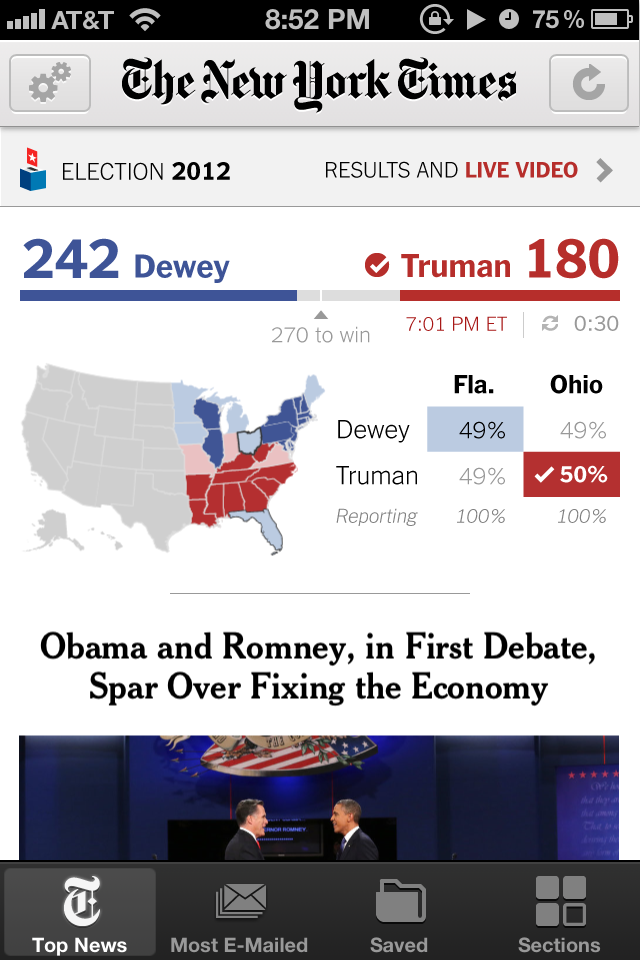 AT&T 8:52 PM 75%
The New York Times
ELECTION 2012 RESULTS AND LIVE VIDEO
242 Dewey Truman 180
270 to win 7:01 PM ET 0:30
Fla. Ohio
Dewey 49% 49%
Truman 49% 50%
Reporting 100% 100%
Obama and Romney, in First Debate,
Spar Over Fixing the Economy
Top News Most E-Mailed Saved Sections